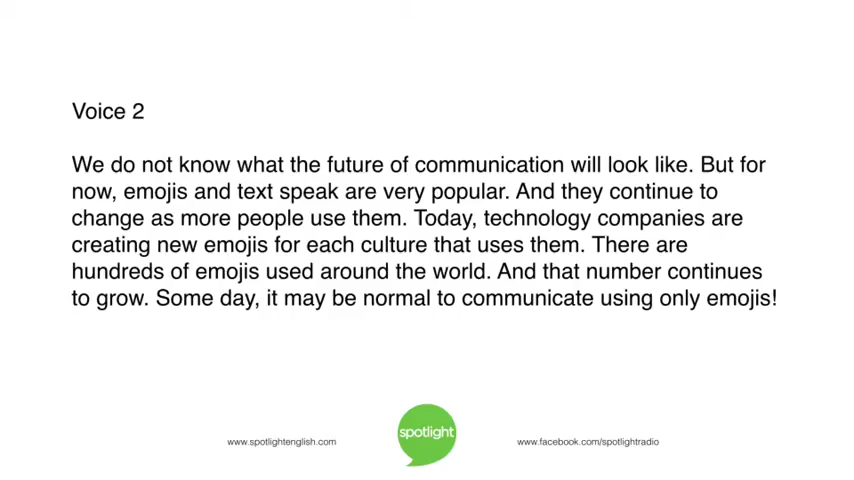 Voice 2
We do not know what the future of communication will look like. But for
now, emojis and text speak are very popular. And they continue to
change as more people use them. Today, technology companies are
creating new emojis for each culture that uses them. There are
hundreds of emojis used around the world. And that number continues
to grow. Some day, it may be normal to communicate using only emojis!
www.spotlightenglish.com
spotlight
www.facebook.com/spotlightradio